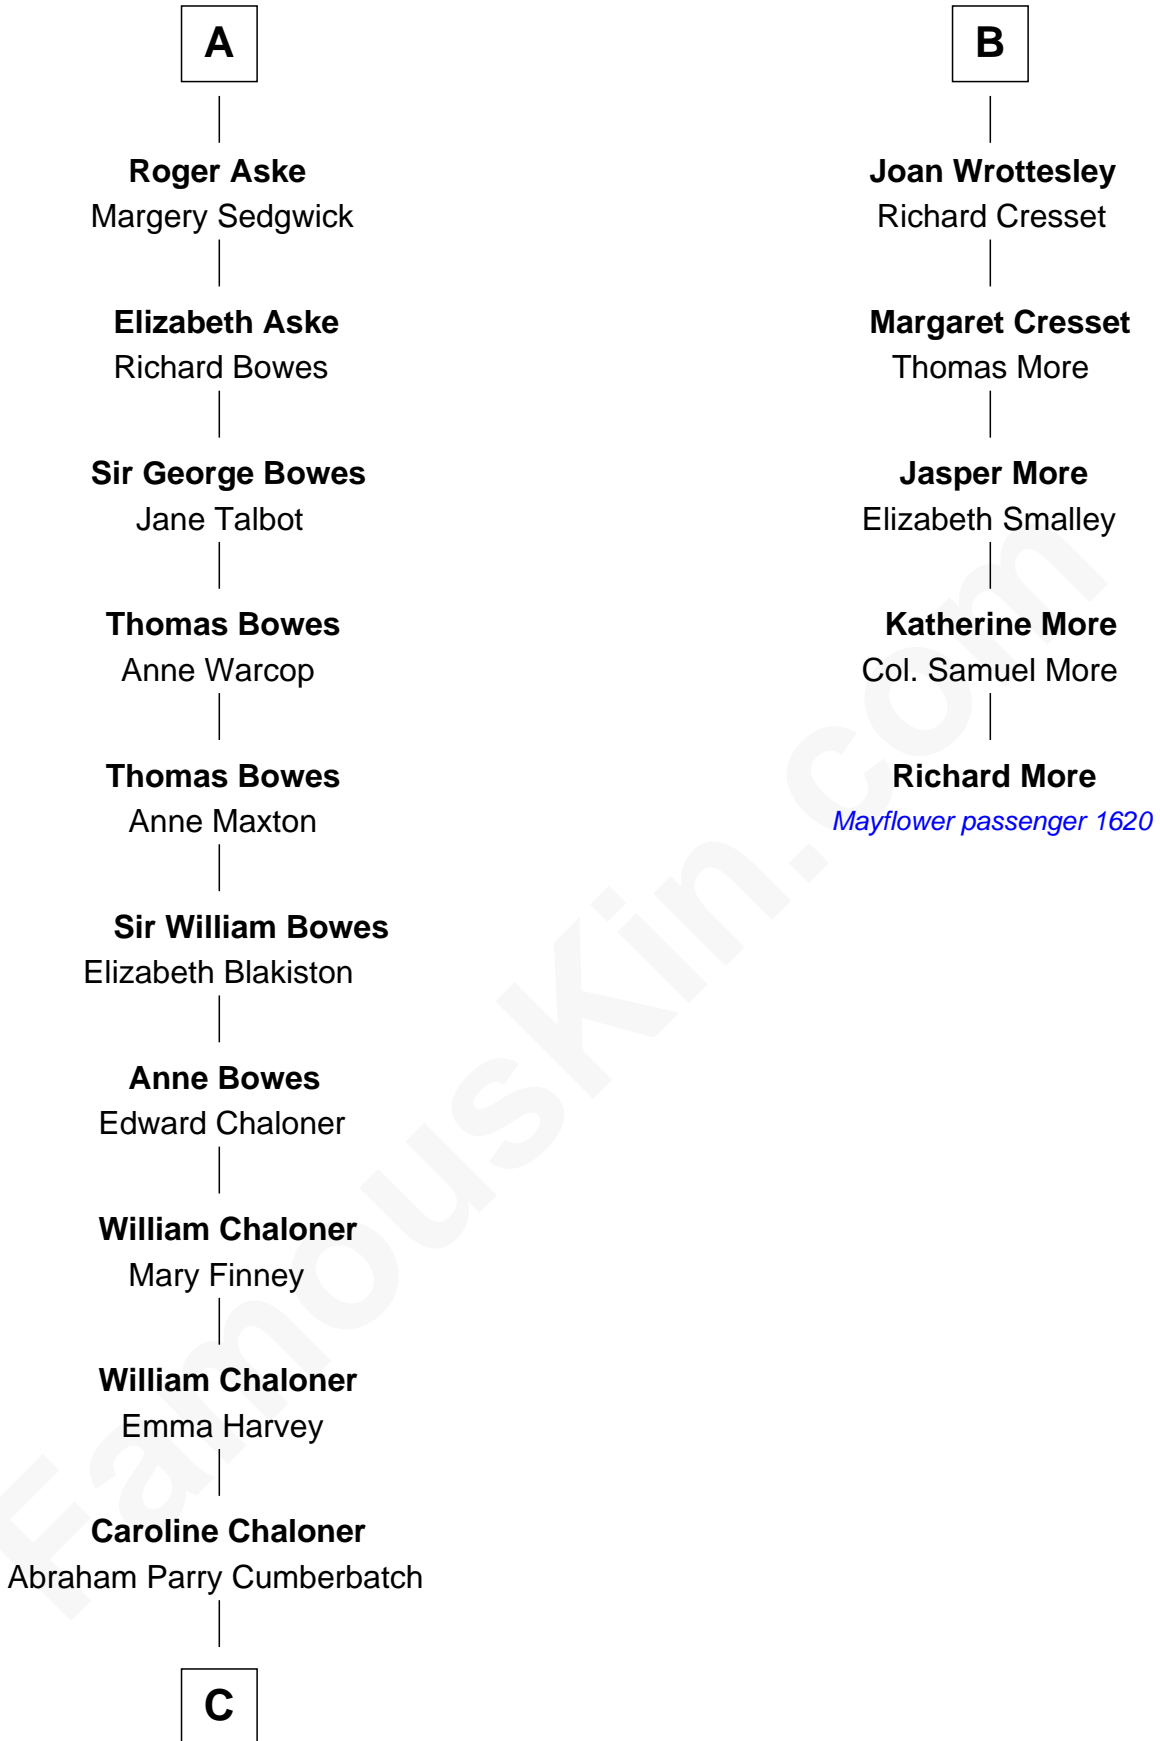 A
Roger Aske
Margery Sedgwick
Elizabeth Aske
Richard Bowes
Sir George Bowes
Jane Talbot
Thomas Bowes
Anne Warcop
Thomas Bowes
Anne Maxton
Sir William Bowes
Elizabeth Blakiston
Anne Bowes
Edward Chaloner
William Chaloner
Mary Finney
William Chaloner
Emma Harvey
Caroline Chaloner
Abraham Parry Cumberbatch
C
B
Joan Wrottesley
Richard Cresset
Margaret Cresset
Thomas More
Jasper More
Elizabeth Smalley
Katherine More
Col. Samuel More
Richard More
Mayflower passenger 1620
FamousKin.com